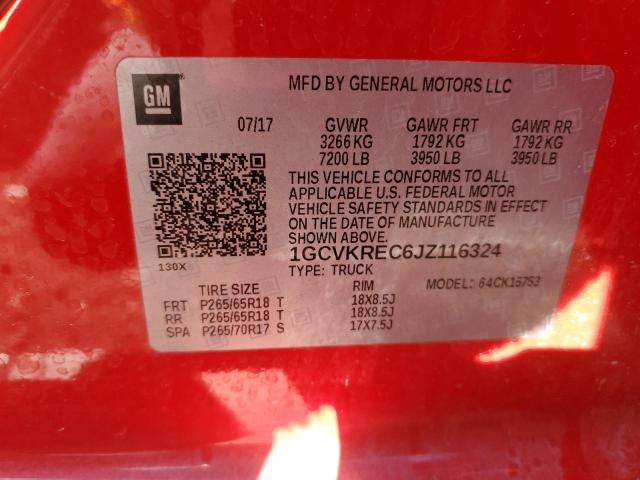 GM
MFD BY GENERAL MOTORS LLC
07/17 GVWR GAWR FRT GAWR RR
3266 KG 1792 KG 1792 KG
7200 LB 3950 LB 3950 LB
THIS VEHICLE CONFORMS TO ALL
APPLICABLE U.S. FEDERAL MOTOR
VEHICLE SAFETY STANDARDS IN EFFECT
ON THE DATE OF MANUFACTURE
SHOWN ABOVE.
1GCVKREC6JZ116324
130X
TYPE: TRUCK MODEL: 64CK15753
TIRE SIZE RIM
FRT P265/65R18 T 18X8.5J
RR P265/65R18 T 18X8.5J
SPA P265/70R17 S 17X7.5J